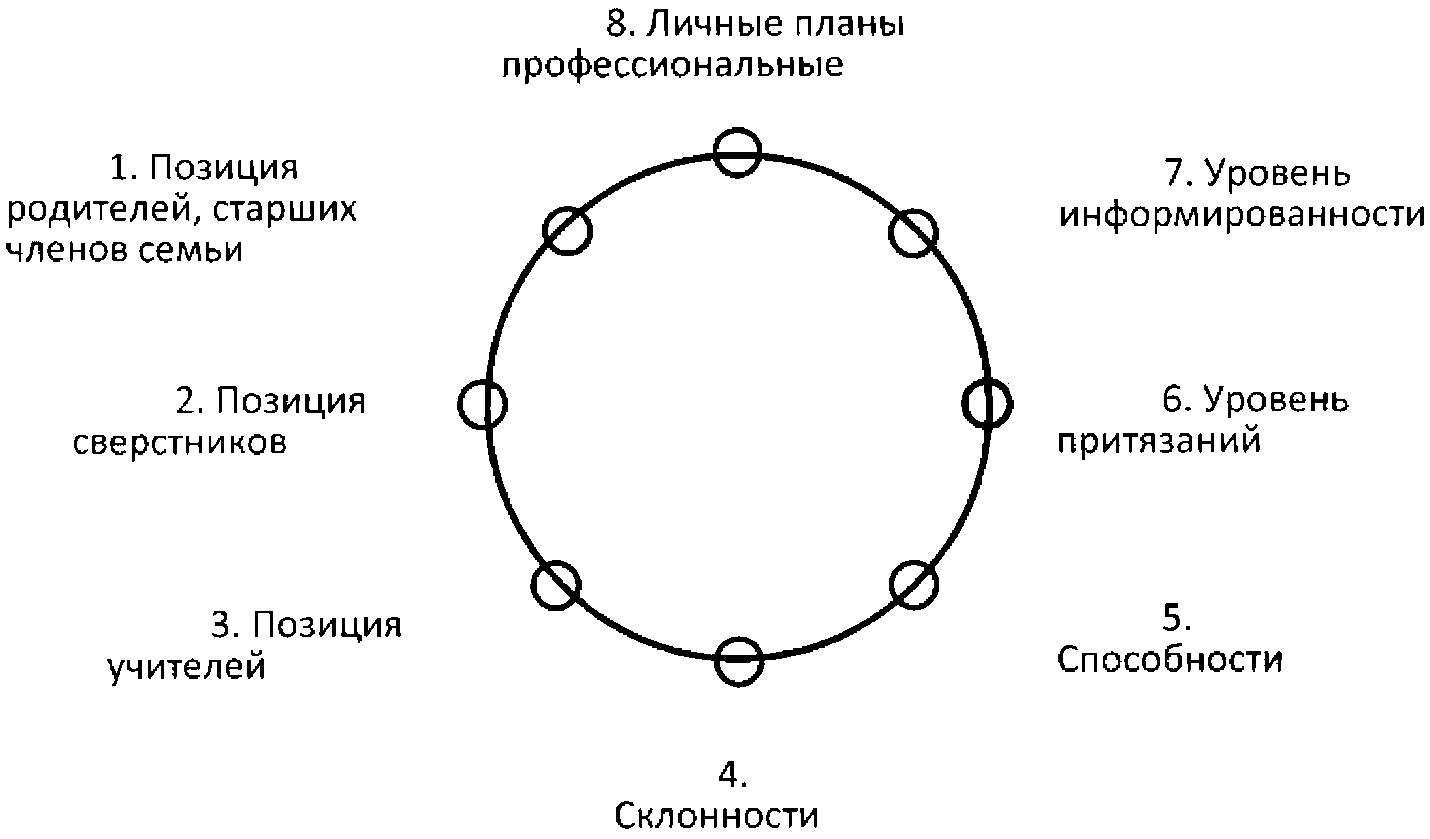 8. Личные планы
профессиональные
1. Позиция
родителей, старших
членов семьи
7. Уровень
информированности
2. Позиция
сверстников
6. Уровень
притязаний
3. Позиция
учителей
5.
Способности
4.
Склонности